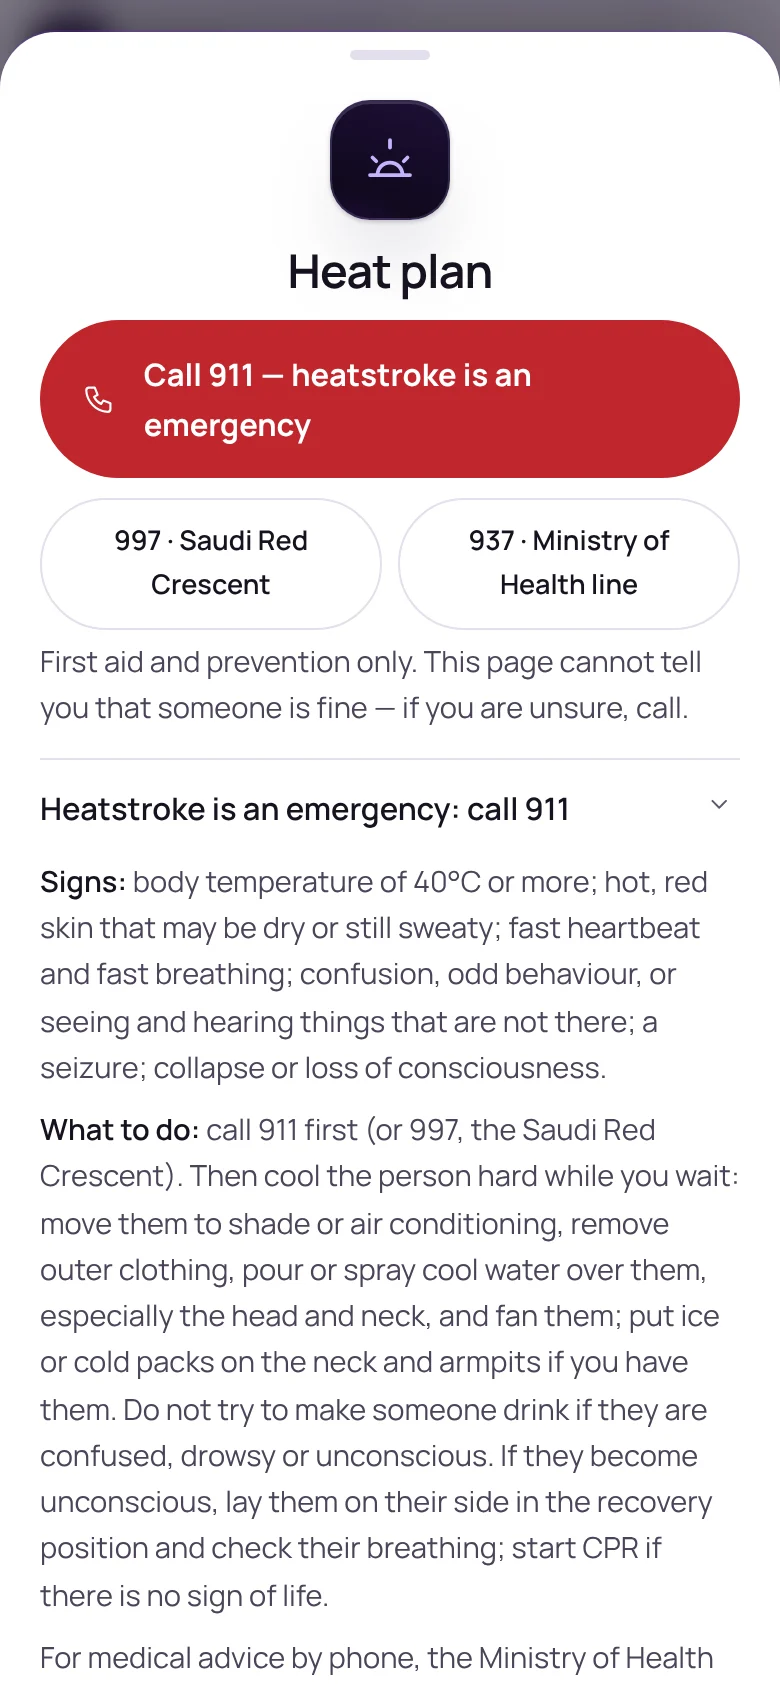 Heat plan
Call 911 — heatstroke is an
emergency
997 · Saudi Red
Crescent
937 · Ministry of
Health line
First aid and prevention only. This page cannot tell
you that someone is fine — if you are unsure, call.
Heatstroke is an emergency: call 911
Signs: body temperature of 40°C or more; hot, red
skin that may be dry or still sweaty; fast heartbeat
and fast breathing; confusion, odd behaviour, or
seeing and hearing things that are not there; a
seizure; collapse or loss of consciousness.
What to do: call 911 first (or 997, the Saudi Red
Crescent). Then cool the person hard while you wait:
move them to shade or air conditioning, remove
outer clothing, pour or spray cool water over them,
especially the head and neck, and fan them; put ice
or cold packs on the neck and armpits if you have
them. Do not try to make someone drink if they are
confused, drowsy or unconscious. If they become
unconscious, lay them on their side in the recovery
position and check their breathing; start CPR if
there is no sign of life.
For medical advice by phone, the Ministry of Health